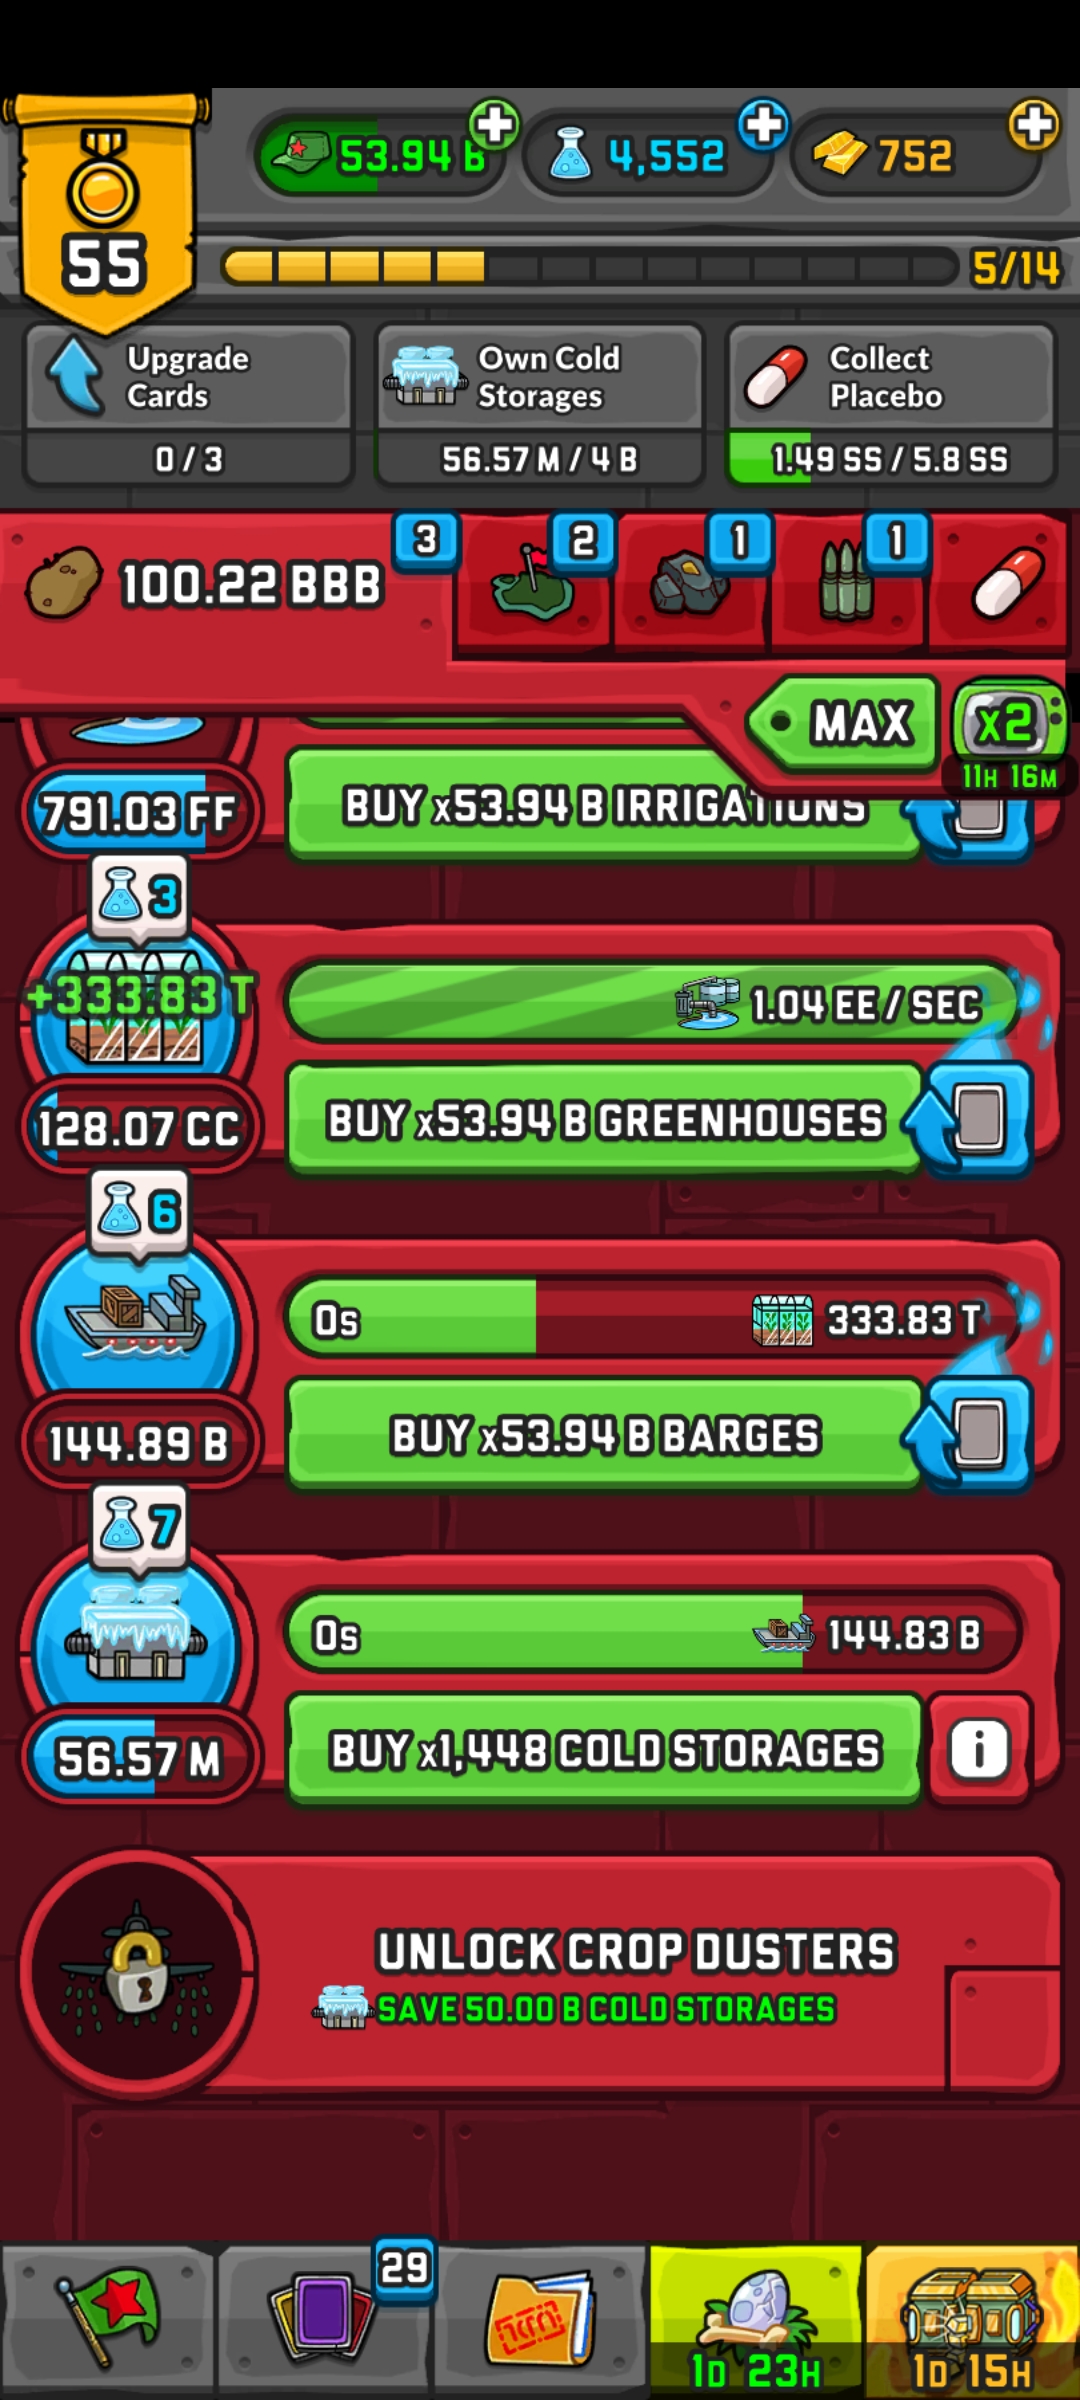 55
53.94 B
4,552
752
5/14
Upgrade
Cards
0 / 3
Own Cold
Storages
56.57 M / 4 B
Collect
Placebo
1.49 SS / 5.8 SS
100.22 BBB
3
2
1
1
MAX
X2
11H 16M
791.03 FF
BUY x53.94 B IRRIGATIONS
3
+333.83 T
1.04 EE / SEC
128.07 CC
BUY x53.94 B GREENHOUSES
6
0s
333.83 T
144.89 B
BUY x53.94 B BARGES
7
0s
144.83 B
56.57 M
BUY x1,448 COLD STORAGES
i
UNLOCK CROP DUSTERS
SAVE 50.00 B COLD STORAGES
29
1D 23H
1D 15H